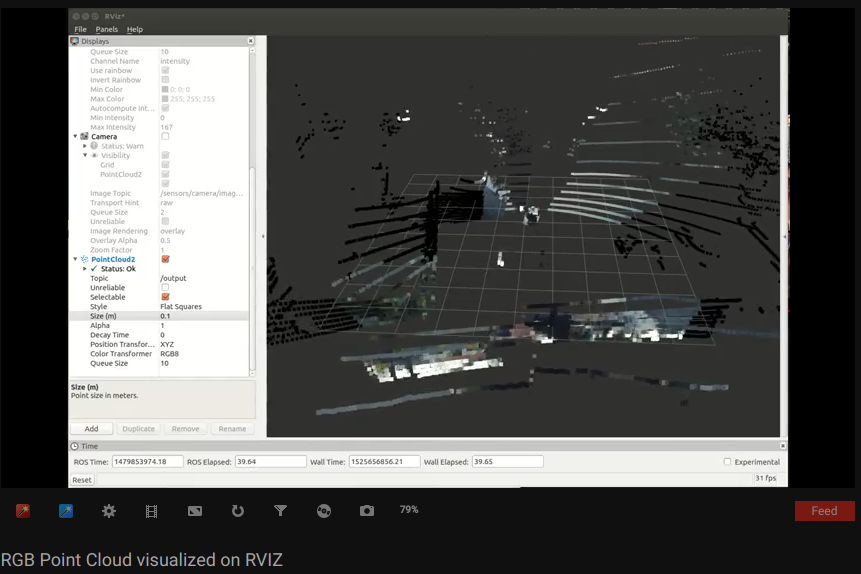 RViz*
File Panels Help
Displays
Queue Size 10
Channel Name intensity
Use rainbow
Invert Rainbow
Min Color 0; 0; 0
Max Color 255; 255; 255
Autocompute Int...
Min Intensity 0
Max Intensity 167
Camera
Status: Warn
Visibility
Grid
PointCloud2
Image Topic /sensors/camera/imag...
Transport Hint raw
Queue Size 2
Unreliable
Image Rendering overlay
Overlay Alpha 0.5
Zoom Factor 1
PointCloud2
Status: Ok
Topic /output
Unreliable
Selectable
Style Flat Squares
Size (m) 0.1
Alpha 1
Decay Time 0
Position Transfor... XYZ
Color Transformer RGB8
Queue Size 10
Size (m)
Point size in meters.
Add Duplicate Remove Rename
Time
ROS Time: 1479853974.18 ROS Elapsed: 39.64 Wall Time: 1525656856.21 Wall Elapsed: 39.65 Experimental
Reset 31 fps
79% Feed
RGB Point Cloud visualized on RVIZ